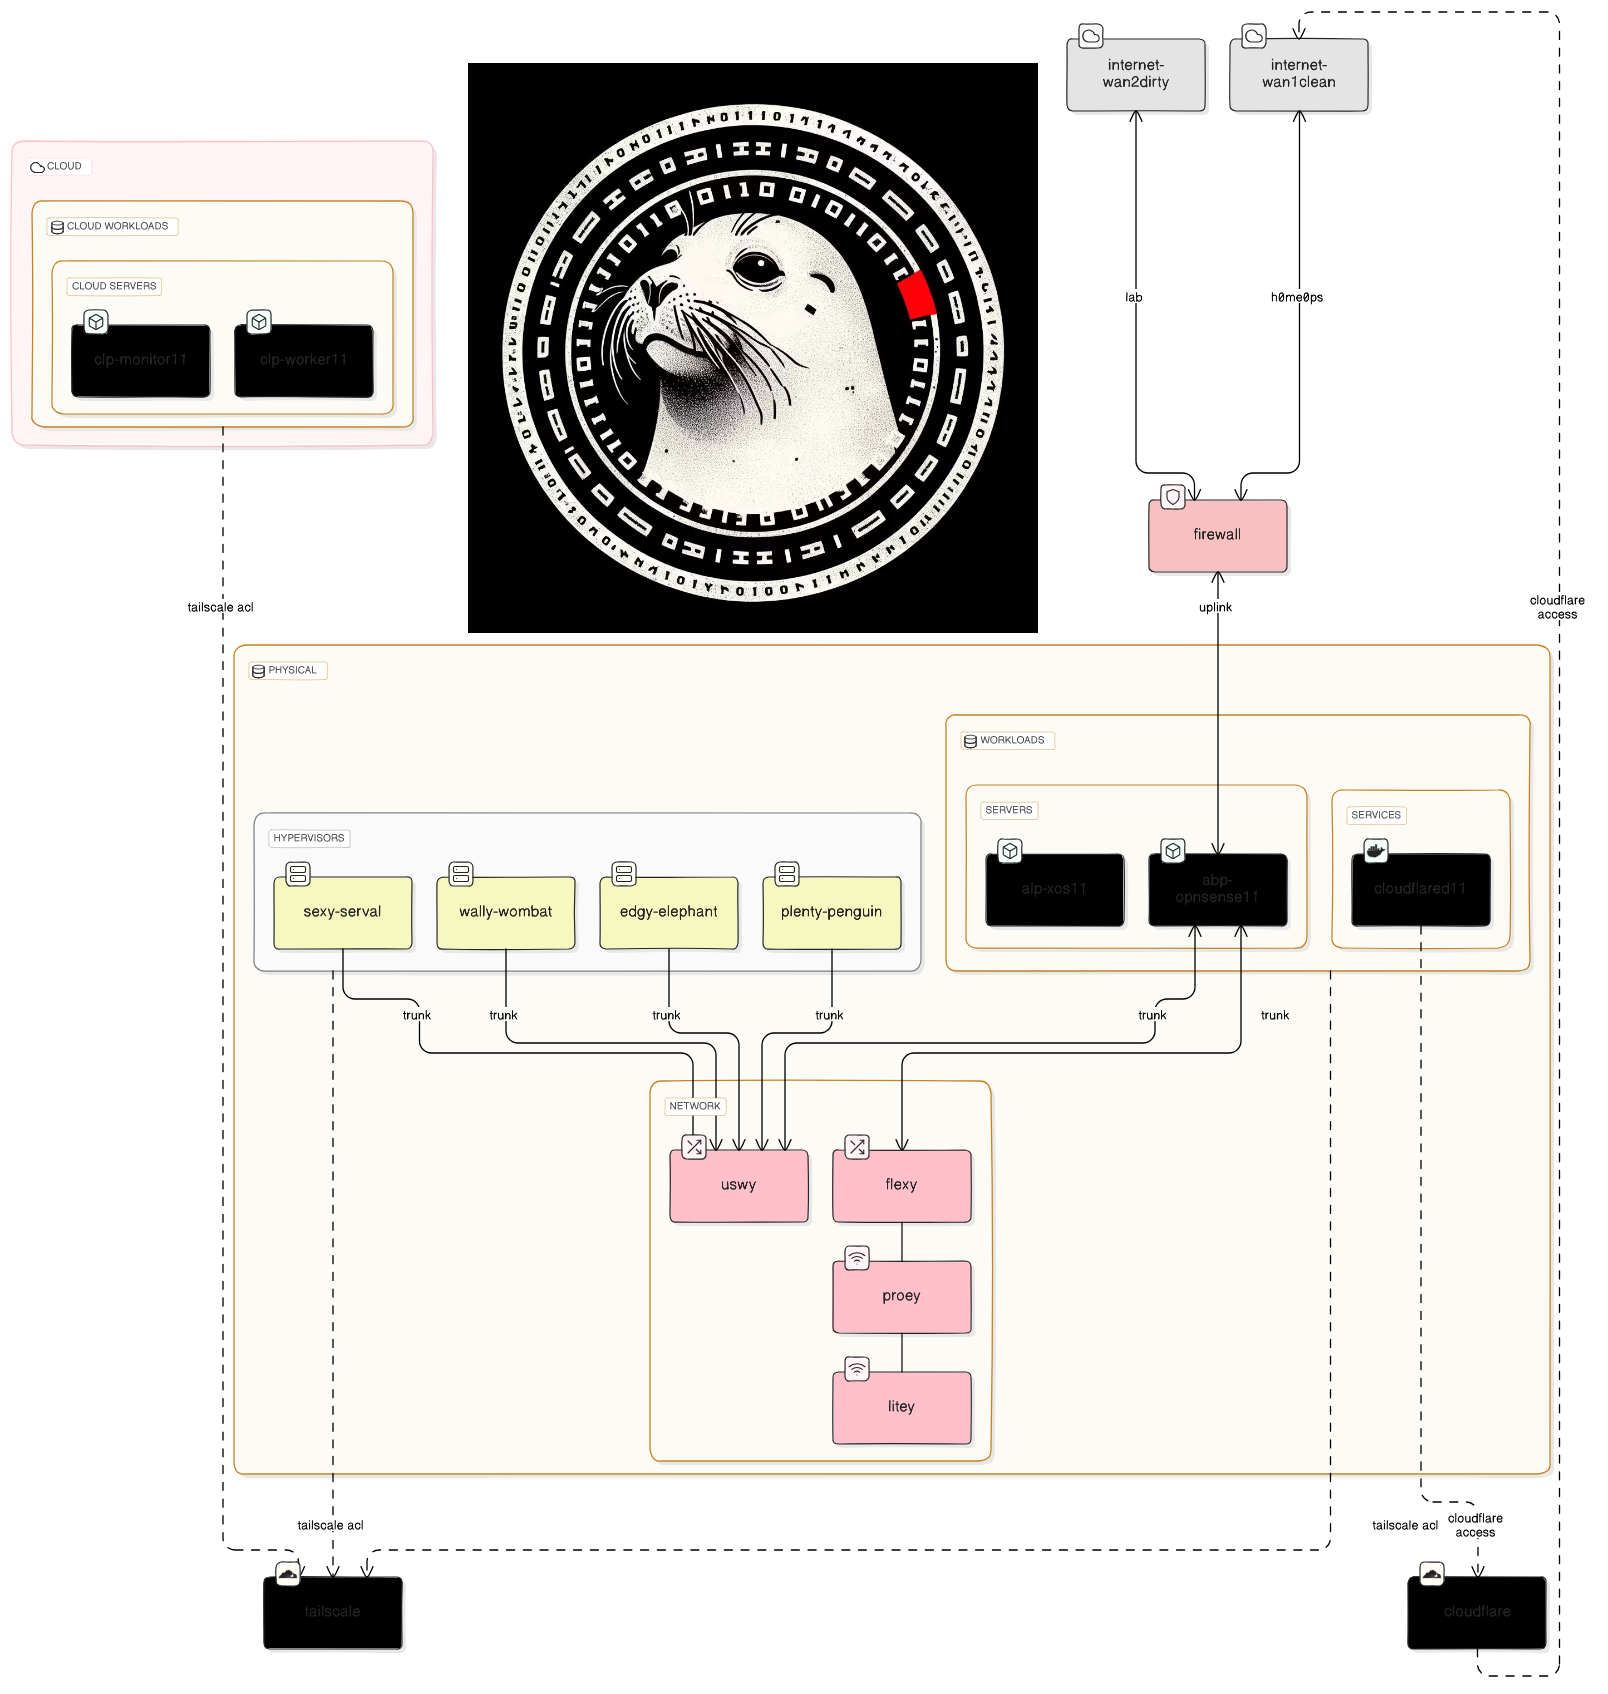 internet-
wan2dirty
internet-
wan1clean
CLOUD
CLOUD WORKLOADS
CLOUD SERVERS
clp-monitor11
clp-worker11
lab
h0me0ps
firewall
tailscale acl
uplink
cloudflare
access
PHYSICAL
WORKLOADS
HYPERVISORS
SERVERS
SERVICES
sexy-serval
wally-wombat
edgy-elephant
plenty-penguin
alp-xos11
abp-
opnsense11
cloudflared11
trunk
trunk
trunk
trunk
trunk
trunk
NETWORK
uswy
flexy
proey
litey
tailscale acl
tailscale acl
cloudflare
access
tailscale
cloudflare